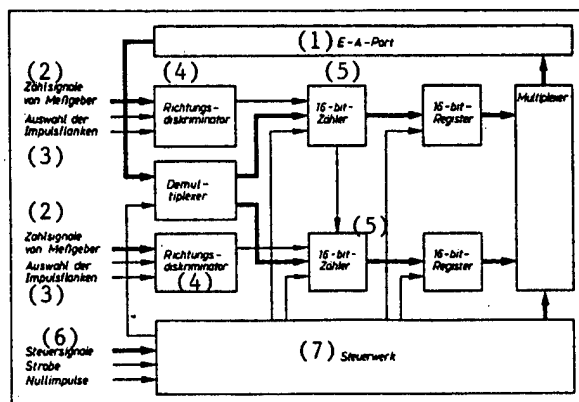 (1) E-A-Port
(2)
Zählsignale
von Meßgeber
Auswahl der
Impulsflanken
(3)
(4)
Richtungs-
diskriminator
(5)
16-bit-
Zähler
16-bit-
Register
Multiplexer
Demul-
tiplexer
(2)
Zählsignale
von Meßgeber
Auswahl der
Impulsflanken
(3)
Richtungs-
diskriminator
(4)
(5)
16-bit-
Zähler
16-bit-
Register
(6)
Steuersignale
Strobe
Nullimpulse
(7) Steuerwerk